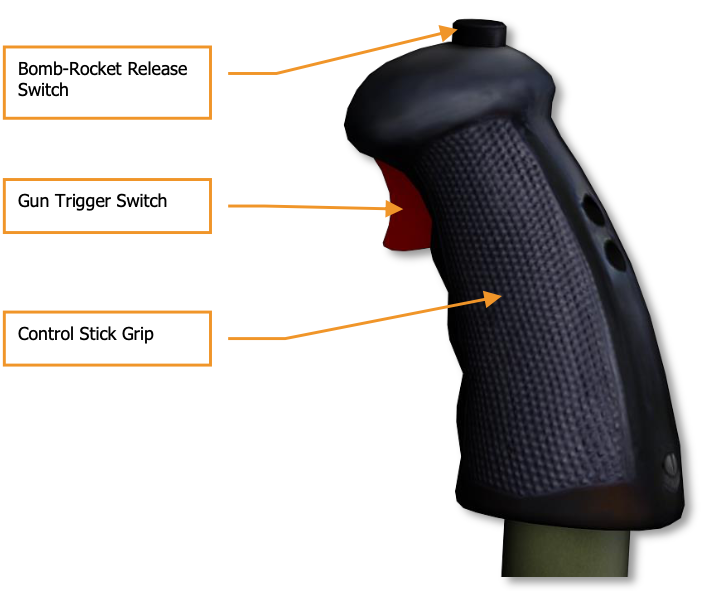 Bomb-Rocket Release
Switch
Gun Trigger Switch
Control Stick Grip